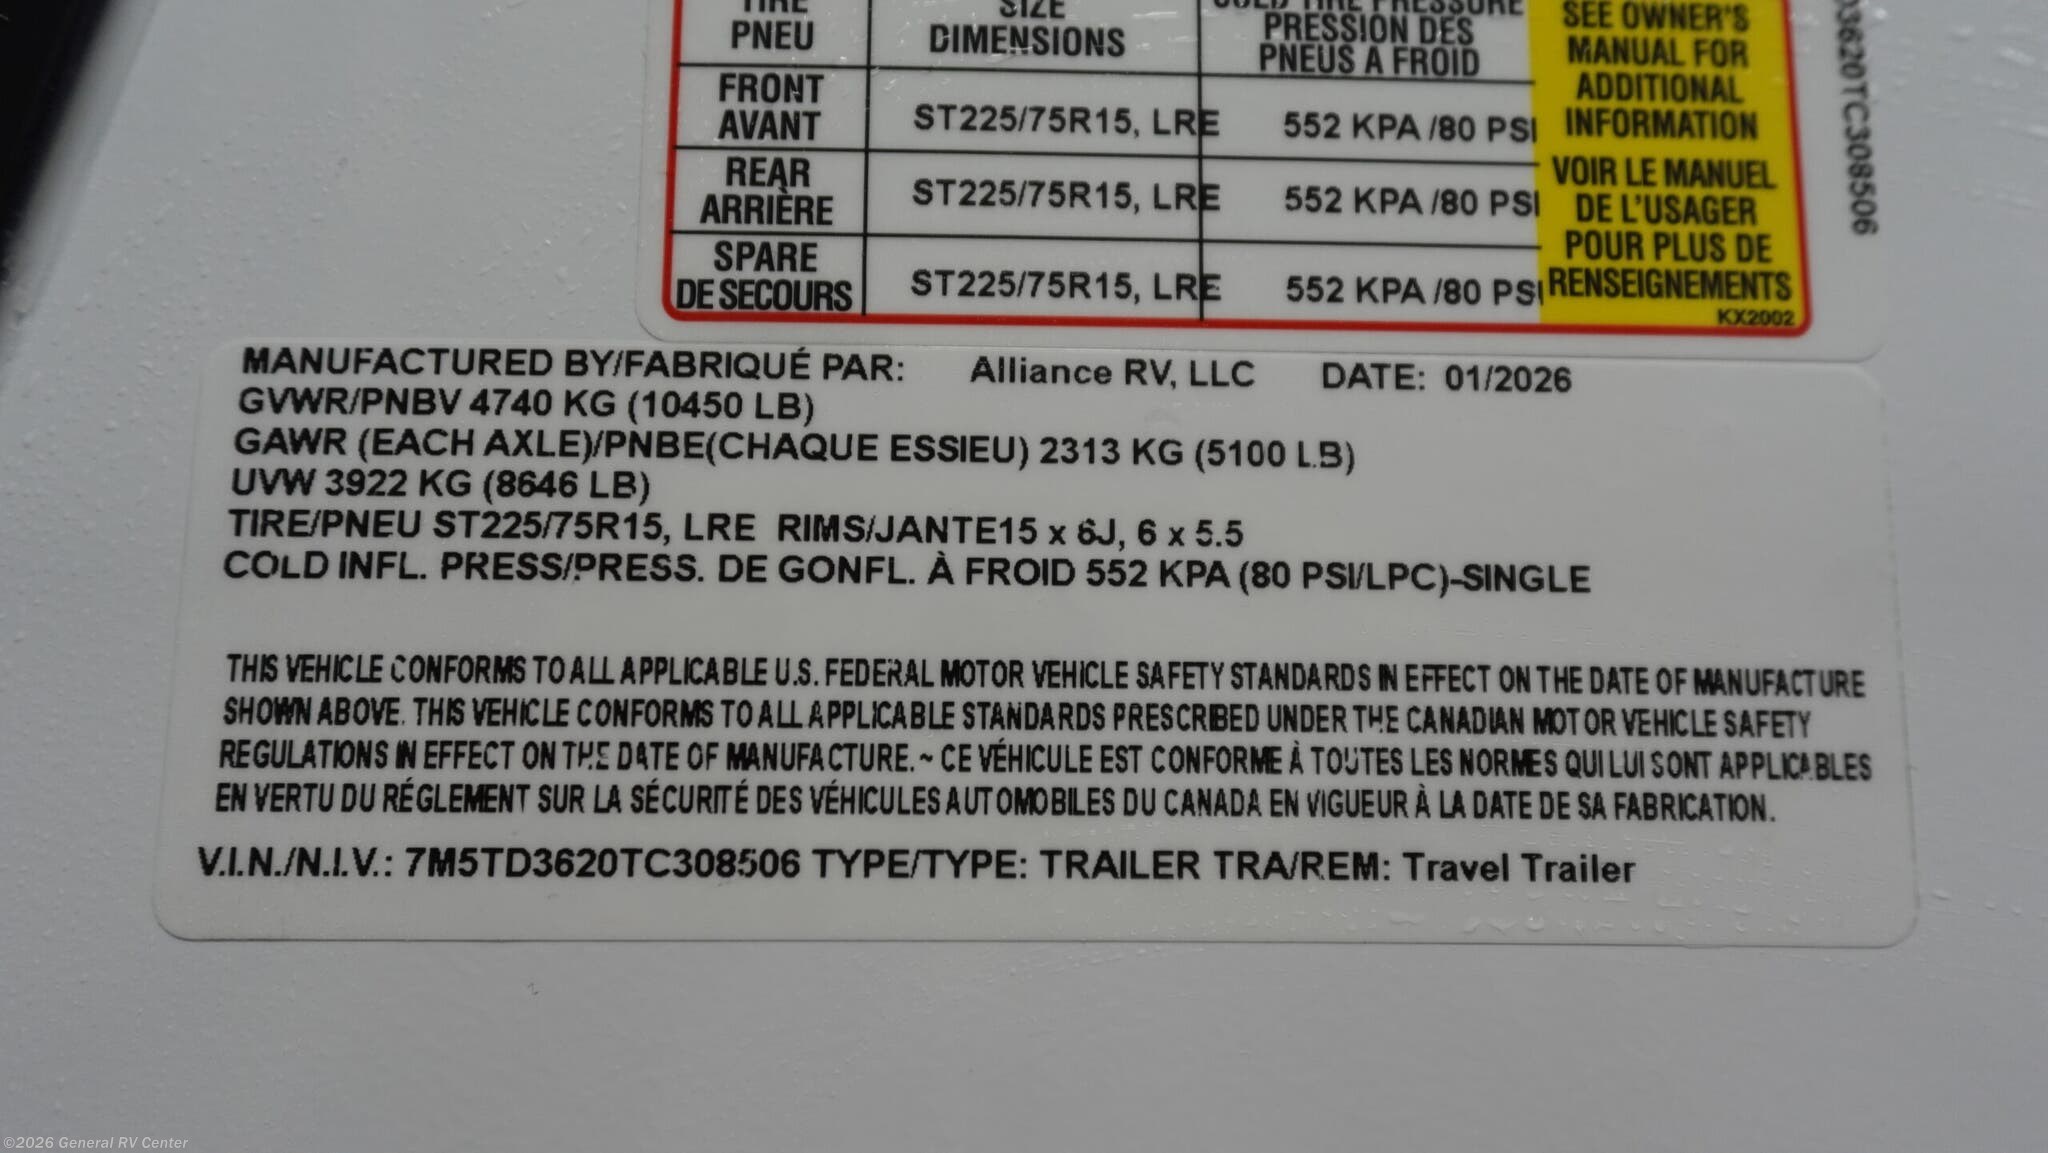 TIRE SIZE COLD TIRE PRESSURE
PNEU DIMENSIONS PRESSION DES
PNEUS A FROID
FRONT
AVANT ST225/75R15, LRE 552 KPA /80 PSI
REAR
ARRIÈRE ST225/75R15, LRE 552 KPA /80 PSI
SPARE
DE SECOURS ST225/75R15, LRE 552 KPA /80 PSI
SEE OWNER'S
MANUAL FOR
ADDITIONAL
INFORMATION
VOIR LE MANUEL
DE L'USAGER
POUR PLUS DE
RENSEIGNEMENTS
KX2002
D3620TC308506
MANUFACTURED BY/FABRIQUÉ PAR: Alliance RV, LLC DATE: 01/2026
GVWR/PNBV 4740 KG (10450 LB)
GAWR (EACH AXLE)/PNBE(CHAQUE ESSIEU) 2313 KG (5100 LB)
UVW 3922 KG (8646 LB)
TIRE/PNEU ST225/75R15, LRE RIMS/JANTE15 x 6J, 6 x 5.5
COLD INFL. PRESS/PRESS. DE GONFL. À FROID 552 KPA (80 PSI/LPC)-SINGLE
THIS VEHICLE CONFORMS TO ALL APPLICABLE U.S. FEDERAL MOTOR VEHICLE SAFETY STANDARDS IN EFFECT ON THE DATE OF MANUFACTURE
SHOWN ABOVE. THIS VEHICLE CONFORMS TO ALL APPLICABLE STANDARDS PRESCRIBED UNDER THE CANADIAN MOTOR VEHICLE SAFETY
REGULATIONS IN EFFECT ON THE DATE OF MANUFACTURE. ~ CE VÉHICULE EST CONFORME À TOUTES LES NORMES QUI LUI SONT APPLICABLES
EN VERTU DU RÉGLEMENT SUR LA SÉCURITÉ DES VÉHICULES AUTOMOBILES DU CANADA EN VIGUEUR À LA DATE DE SA FABRICATION.
V.I.N./N.I.V.: 7M5TD3620TC308506 TYPE/TYPE: TRAILER TRA/REM: Travel Trailer
©2026 General RV Center